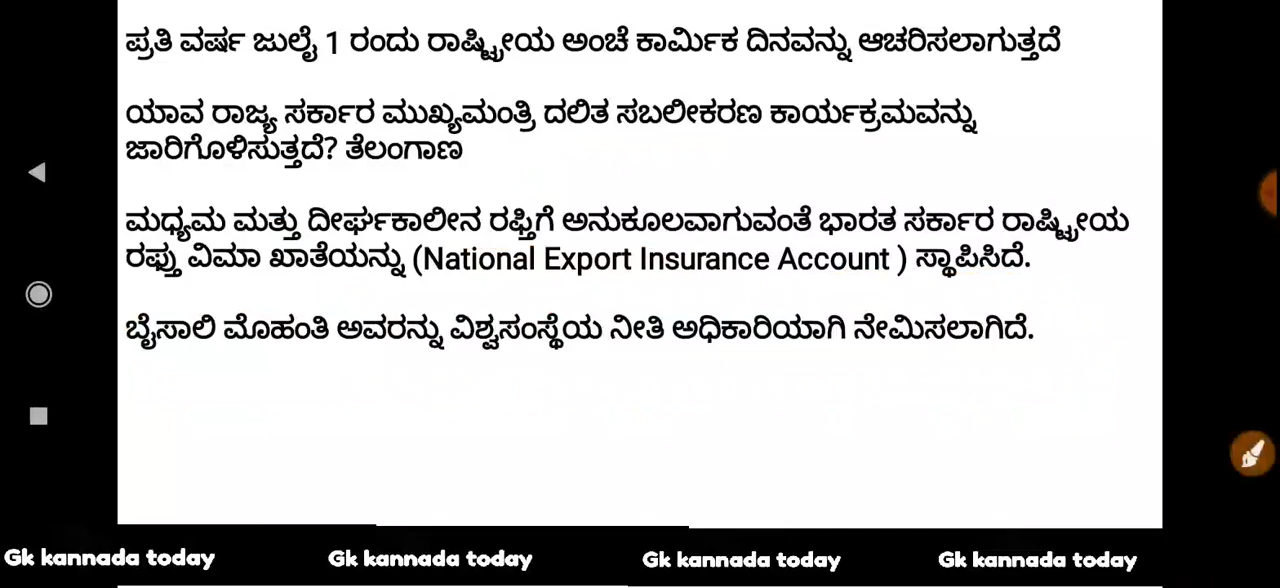 ಪ್ರತಿ ವರ್ಷ ಜುಲೈ 1 ರಂದು ರಾಷ್ಟ್ರೀಯ ಅಂಚೆ ಕಾರ್ಮಿಕ ದಿನವನ್ನು ಆಚರಿಸಲಾಗುತ್ತದೆ
ಯಾವ ರಾಜ್ಯ ಸರ್ಕಾರ ಮುಖ್ಯಮಂತ್ರಿ ದಲಿತ ಸಬಲೀಕರಣ ಕಾರ್ಯಕ್ರಮವನ್ನು
ಜಾರಿಗೊಳಿಸುತ್ತದೆ? ತೆಲಂಗಾಣ
ಮಧ್ಯಮ ಮತ್ತು ದೀರ್ಘಕಾಲೀನ ರಫ್ತಿಗೆ ಅನುಕೂಲವಾಗುವಂತೆ ಭಾರತ ಸರ್ಕಾರ ರಾಷ್ಟ್ರೀಯ
ರಫ್ತು ವಿಮಾ ಖಾತೆಯನ್ನು (National Export Insurance Account ) ಸ್ಥಾಪಿಸಿದೆ.
ಬೈಸಾಲಿ ಮೊಹಂತಿ ಅವರನ್ನು ವಿಶ್ವಸಂಸ್ಥೆಯ ನೀತಿ ಅಧಿಕಾರಿಯಾಗಿ ನೇಮಿಸಲಾಗಿದೆ.
Gk kannada today Gk kannada today Gk kannada today Gk kannada today